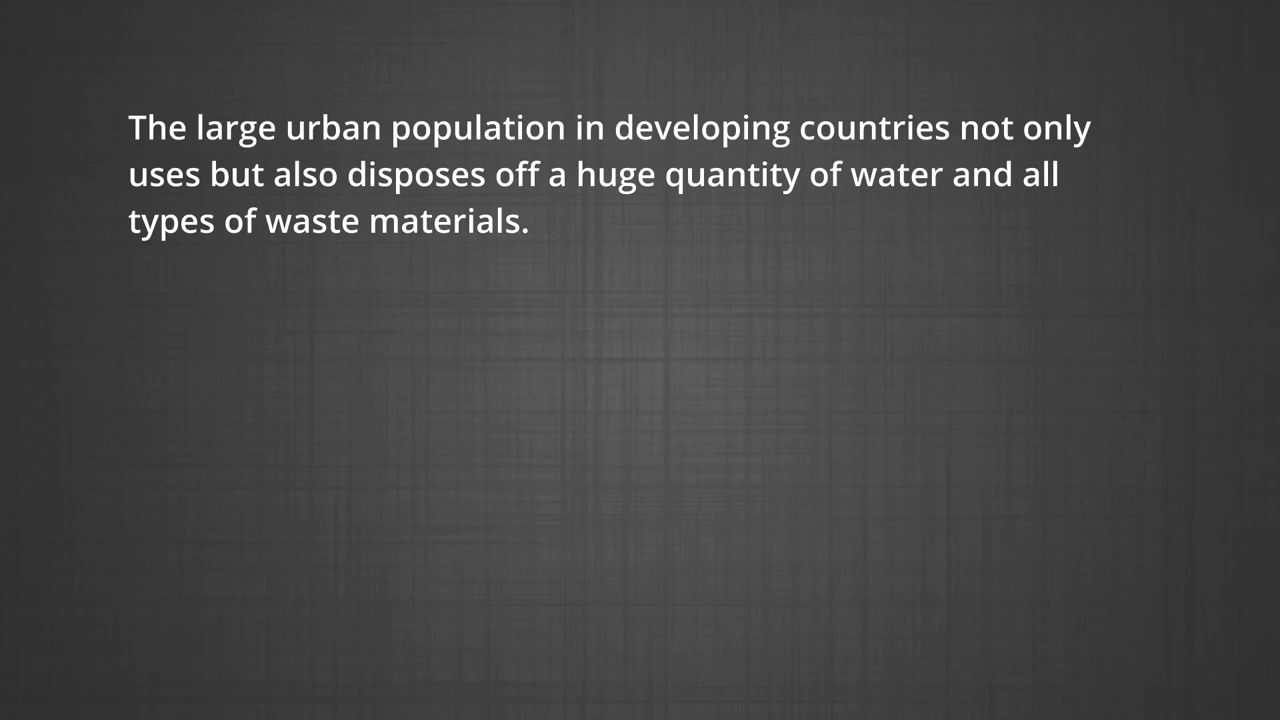 The large urban population in developing countries not only
uses but also disposes off a huge quantity of water and all
types of waste materials.